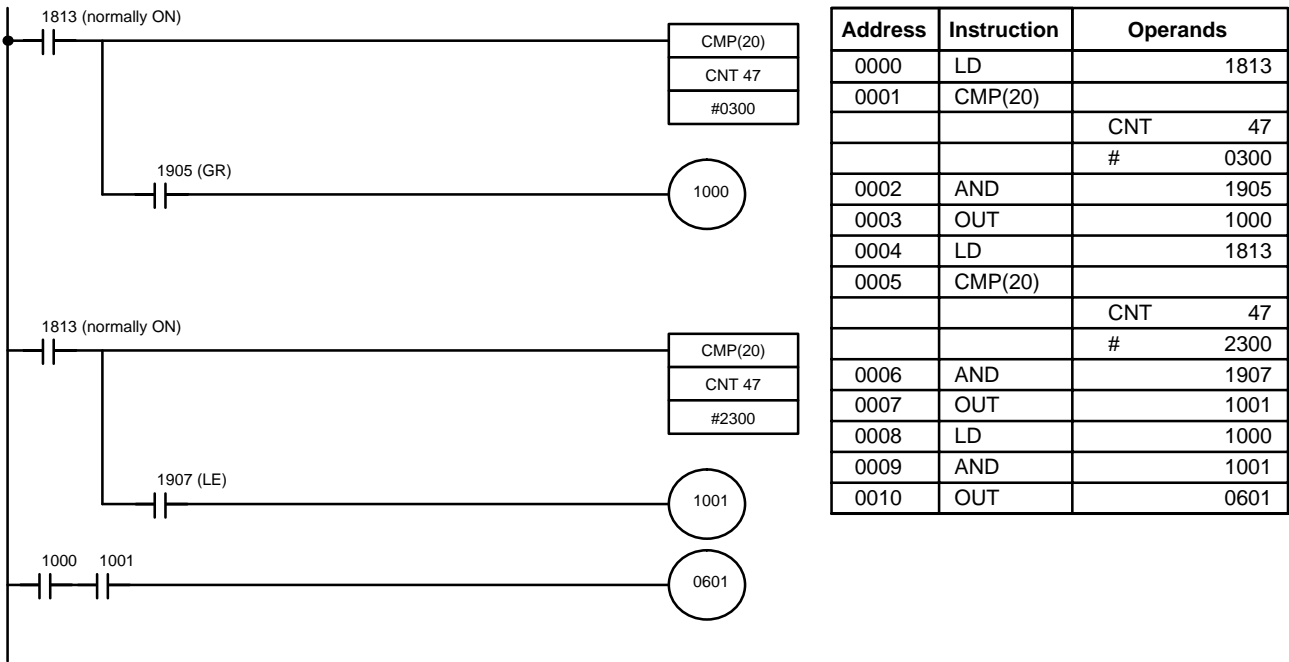 1813 (normally ON)
CMP(20)
CNT 47
#0300
1905 (GR)
1000
1813 (normally ON)
CMP(20)
CNT 47
#2300
1907 (LE)
1001
1000 1001
0601
Address Instruction Operands
0000 LD 1813
0001 CMP(20)
CNT 47
# 0300
0002 AND 1905
0003 OUT 1000
0004 LD 1813
0005 CMP(20)
CNT 47
# 2300
0006 AND 1907
0007 OUT 1001
0008 LD 1000
0009 AND 1001
0010 OUT 0601